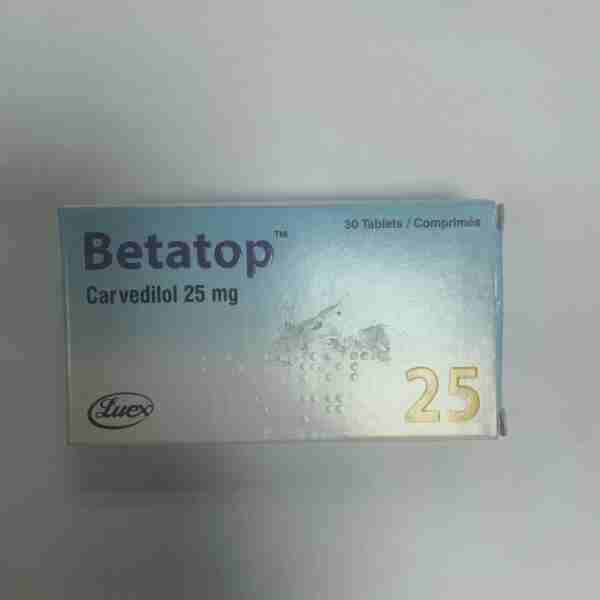 30 Tablets / Comprimés
Betatop™
Carvedilol 25 mg
Luex
25